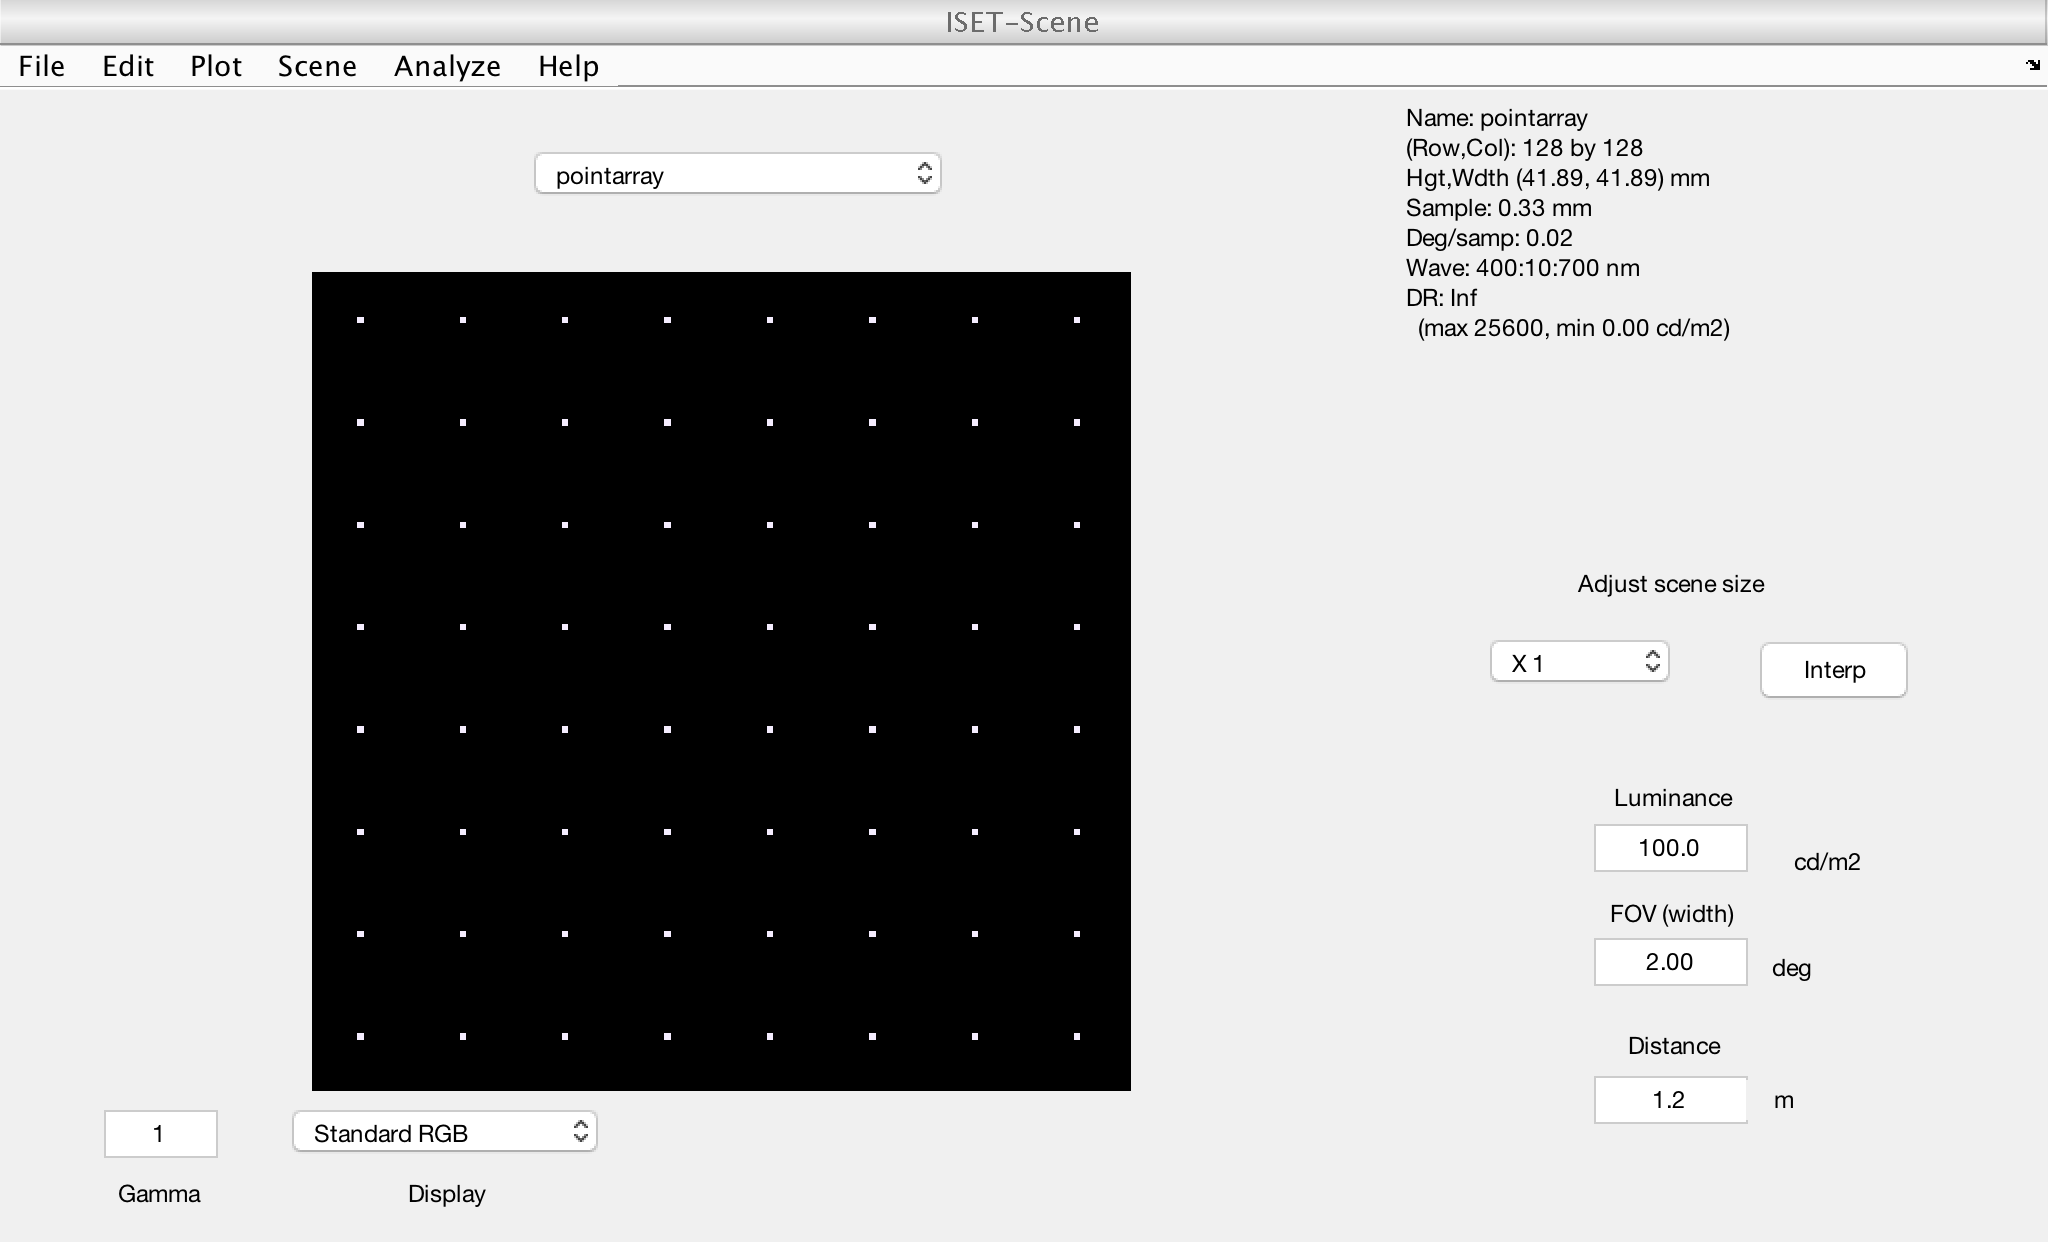 ISET-Scene
File Edit Plot Scene Analyze Help
pointarray
Name: pointarray
(Row,Col): 128 by 128
Hgt,Wdth (41.89, 41.89) mm
Sample: 0.33 mm
Deg/samp: 0.02
Wave: 400:10:700 nm
DR: Inf
(max 25600, min 0.00 cd/m2)
Adjust scene size
X 1 Interp
Luminance
100.0 cd/m2
FOV (width)
2.00 deg
Distance
1.2 m
1 Standard RGB
Gamma Display